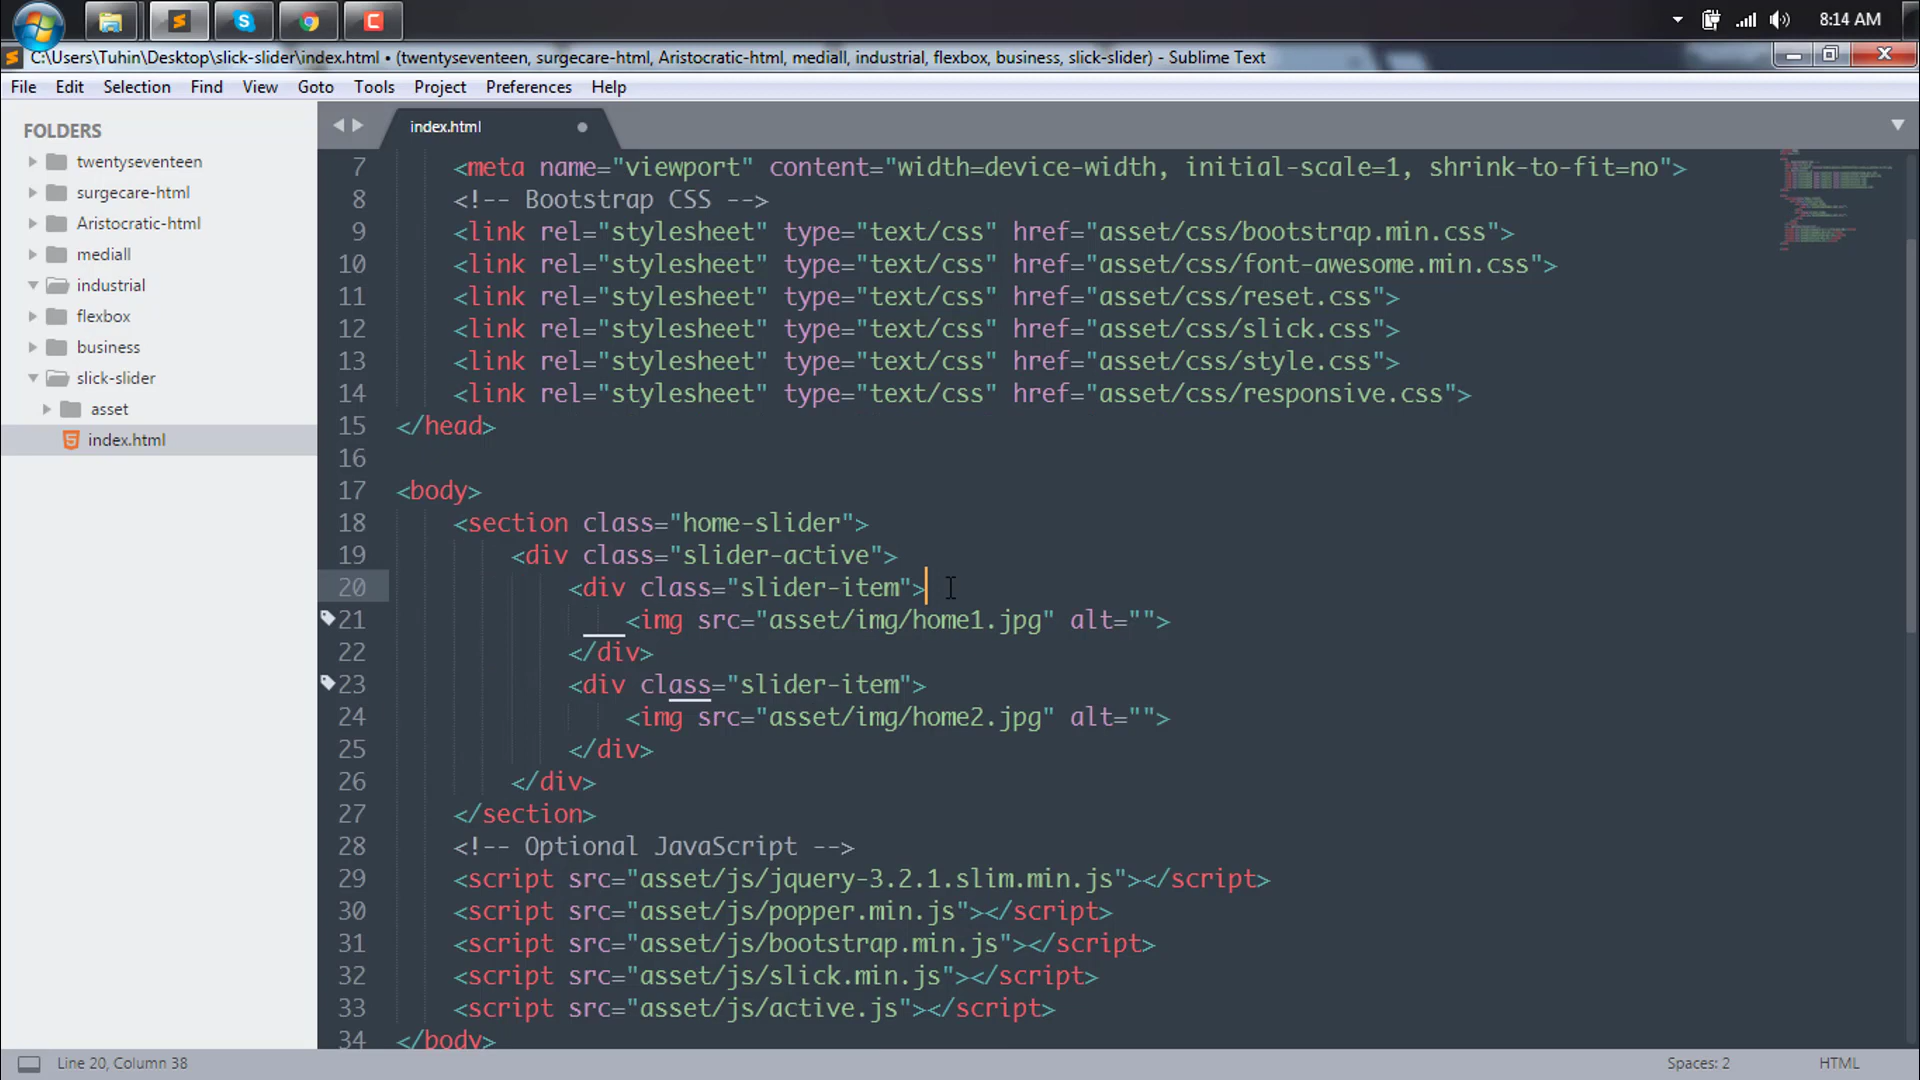 8:14 AM
C:\Users\Tuhin\Desktop\slick-slider\index.html • (twentyseventeen, surgecare-html, Aristocratic-html, mediall, industrial, flexbox, business, slick-slider) - Sublime Text
File Edit Selection Find View Goto Tools Project Preferences Help
FOLDERS
twentyseventeen
surgecare-html
Aristocratic-html
mediall
industrial
flexbox
business
slick-slider
asset
index.html
index.html
7 <meta name="viewport" content="width=device-width, initial-scale=1, shrink-to-fit=no">
8 <!-- Bootstrap CSS -->
9 <link rel="stylesheet" type="text/css" href="asset/css/bootstrap.min.css">
10 <link rel="stylesheet" type="text/css" href="asset/css/font-awesome.min.css">
11 <link rel="stylesheet" type="text/css" href="asset/css/reset.css">
12 <link rel="stylesheet" type="text/css" href="asset/css/slick.css">
13 <link rel="stylesheet" type="text/css" href="asset/css/style.css">
14 <link rel="stylesheet" type="text/css" href="asset/css/responsive.css">
15 </head>
16
17 <body>
18 <section class="home-slider">
19 <div class="slider-active">
20 <div class="slider-item">
21 <img src="asset/img/home1.jpg" alt="">
22 </div>
23 <div class="slider-item">
24 <img src="asset/img/home2.jpg" alt="">
25 </div>
26 </div>
27 </section>
28 <!-- Optional JavaScript -->
29 <script src="asset/js/jquery-3.2.1.slim.min.js"></script>
30 <script src="asset/js/popper.min.js"></script>
31 <script src="asset/js/bootstrap.min.js"></script>
32 <script src="asset/js/slick.min.js"></script>
33 <script src="asset/js/active.js"></script>
34 </body>
Line 20, Column 38
Spaces: 2
HTML